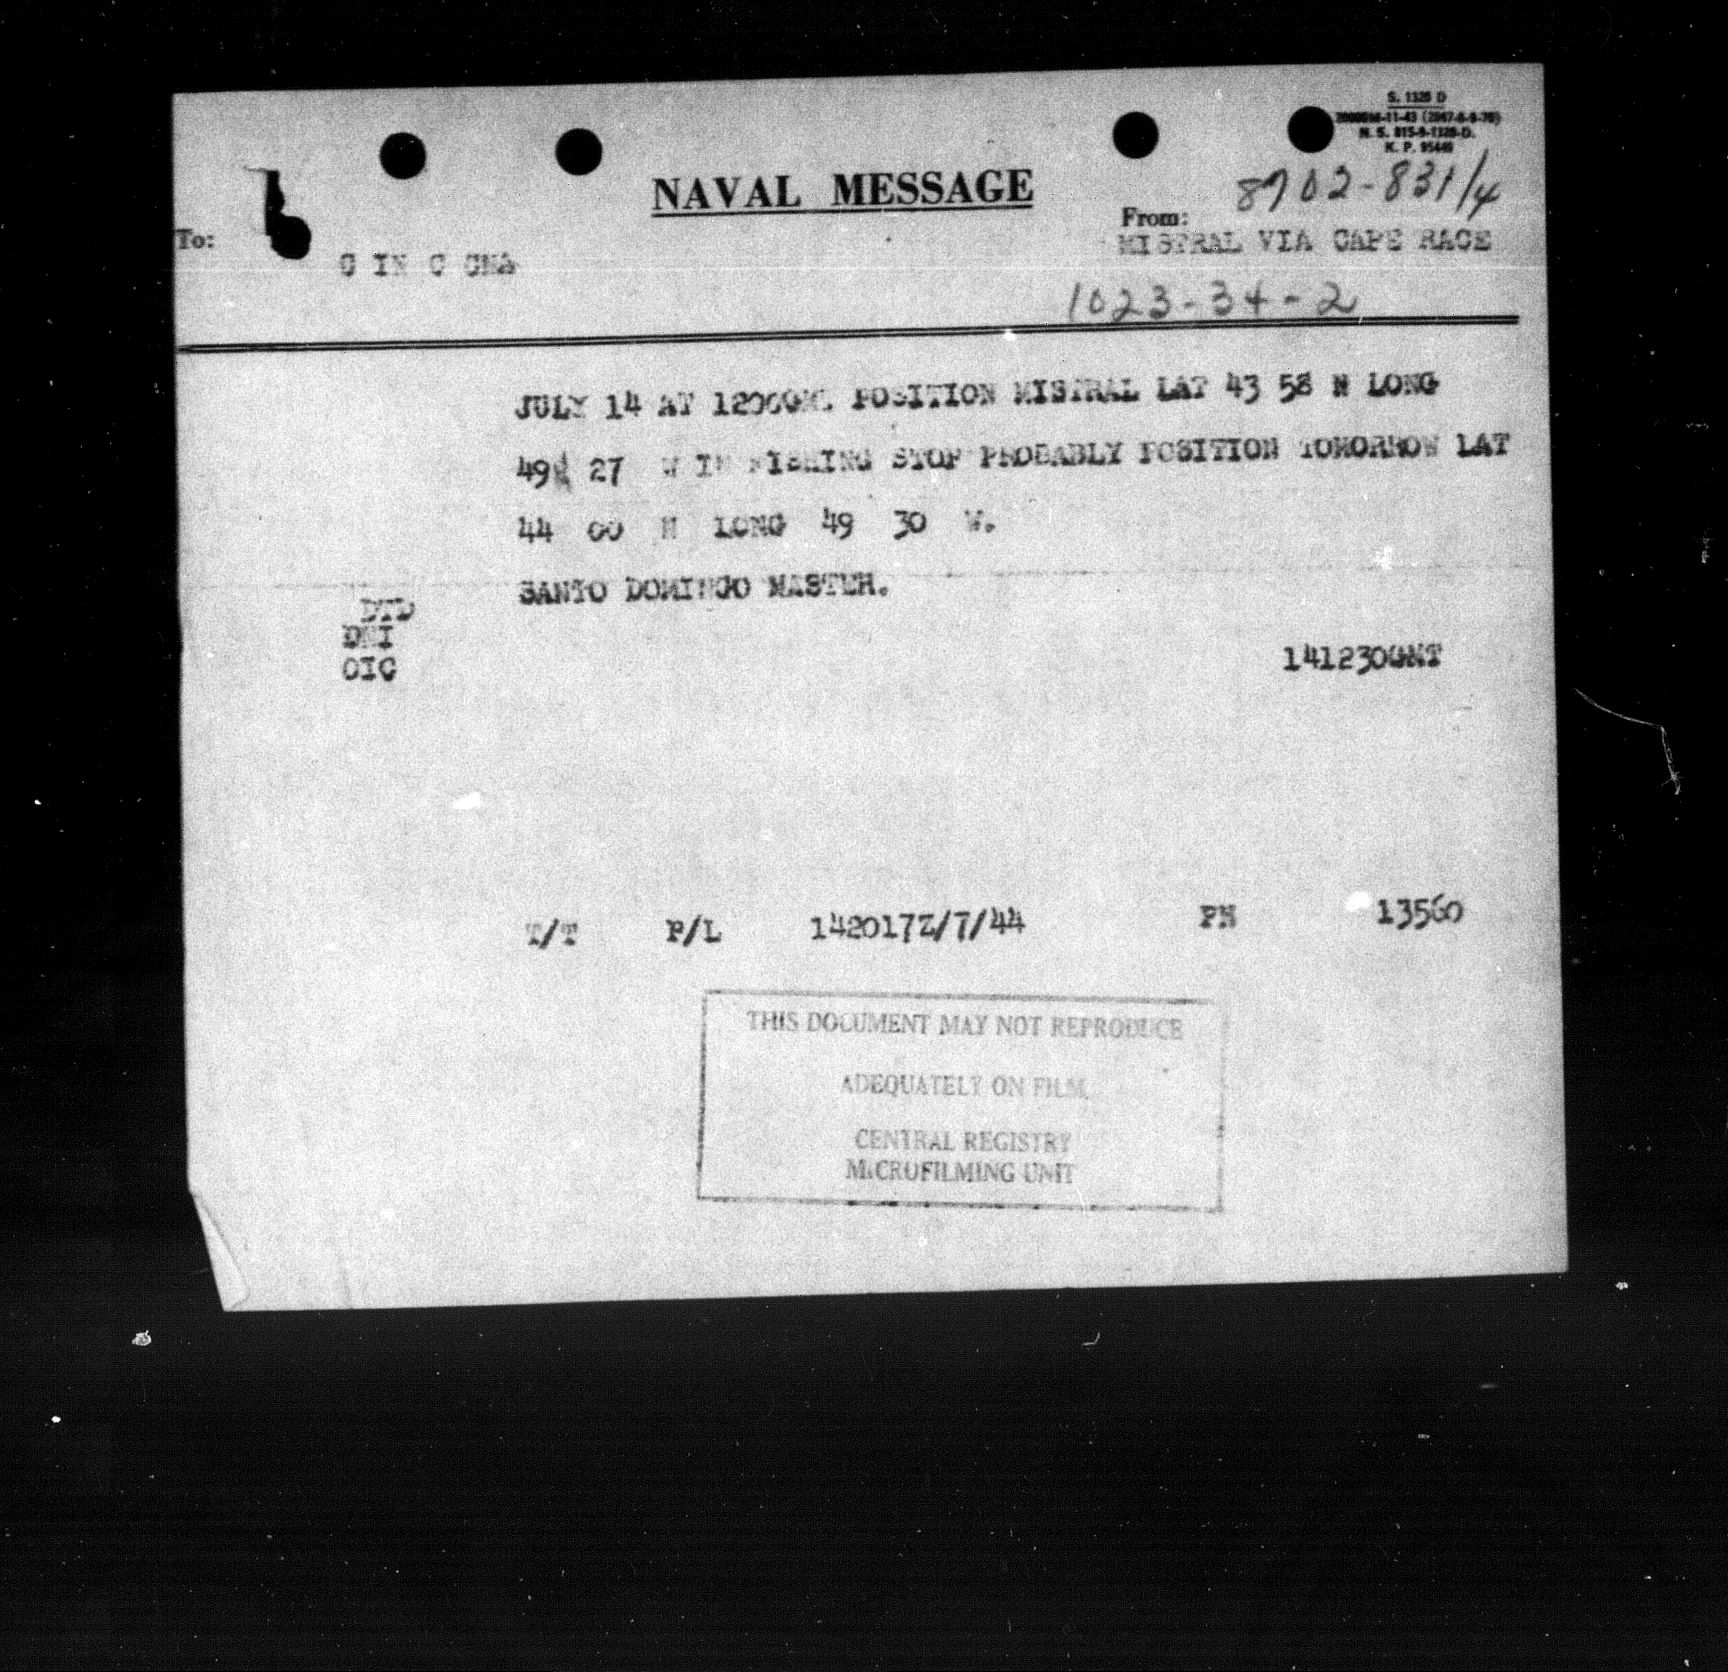 S. 1320 D
N. S. 815-9-1320-D.
K. P. 95440
NAVAL MESSAGE
8702-831/4
To:
From:
MISTRAL VIA CAPE RACE
C IN C CNA
1023-34-2
JULY 14 AT 1200GMT POSITION MISTRAL LAT 43 58 N LONG
49 27 W IN FISHING STOP PROBABLY POSITION TOMORROW LAT
44 00 N LONG 49 30 W.
SANTO DOMINGO MASTER.
DTD
DNI
OIC
141230GMT
T/T P/L 142017Z/7/44 PN 13560
THIS DOCUMENT MAY NOT REPRODUCE
ADEQUATELY ON FILM.
CENTRAL REGISTRY
MICROFILMING UNIT